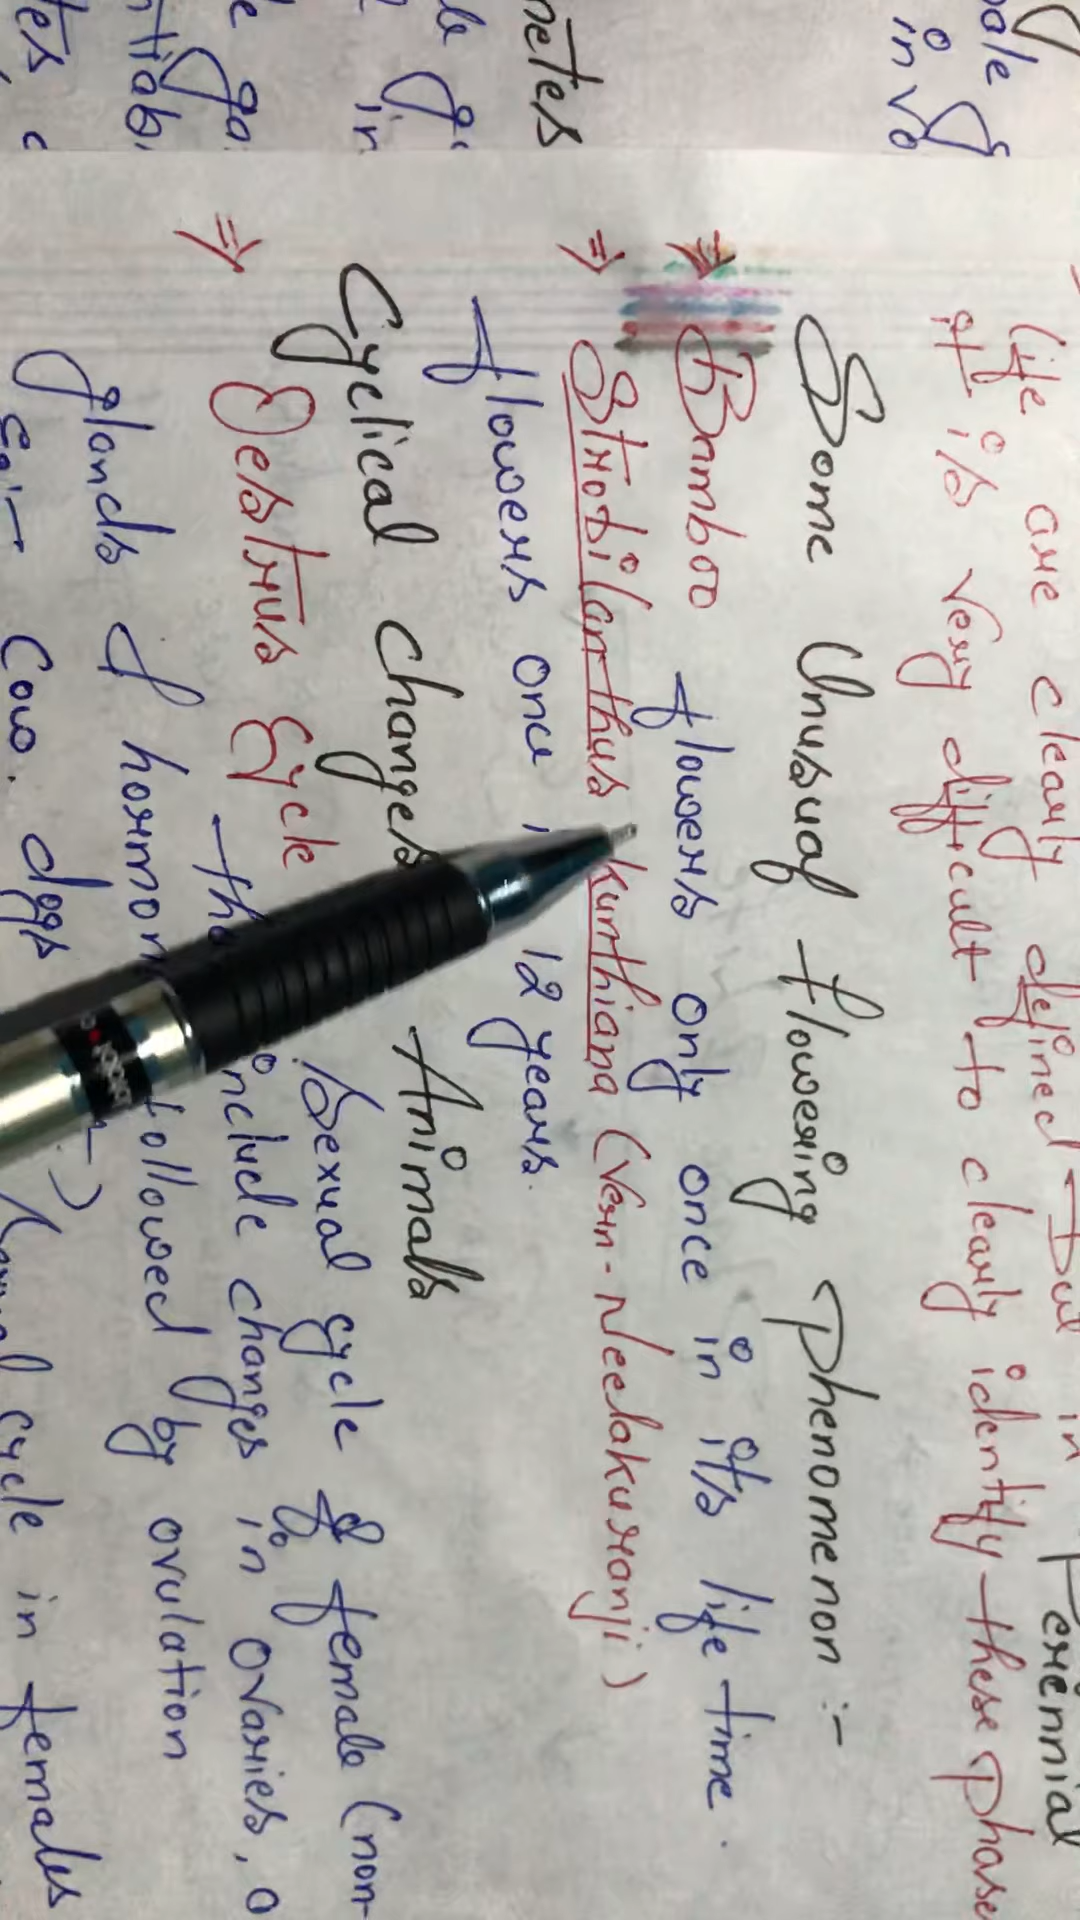 Perennial
life are clearly defined but in
it is very difficult to clearly identify these phase
Some Unusual flowering Phenomenon :-
⇒ Bamboo flowers only once in its life time.
⇒ Strobilanthus kunthiana (Vern - Neelakuranji)
flowers once 12 years.
Cyclical changes Animals
⇒ Oestrus Cycle sexual cycle of female (non-
include changes in ovaries, o
glands & hormon followed by ovulation
Cow. dogs
cycle in females